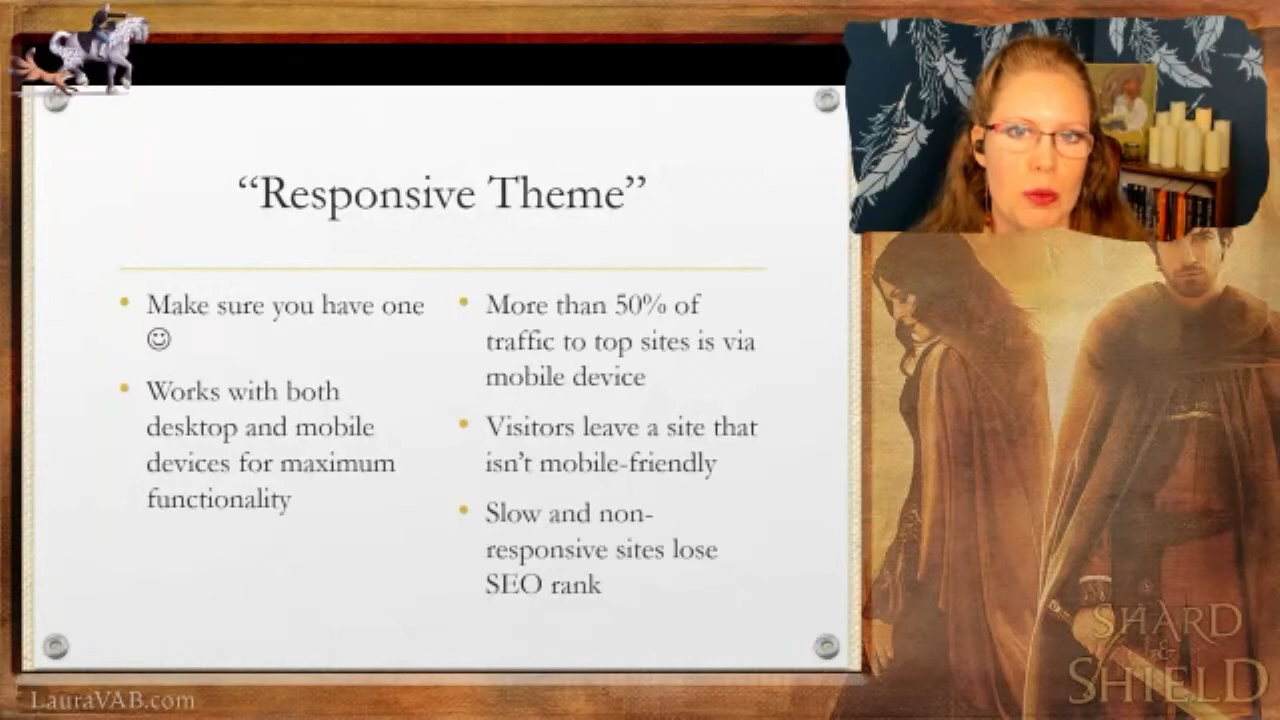 “Responsive Theme”
Make sure you have one
☺
Works with both
desktop and mobile
devices for maximum
functionality
More than 50% of
traffic to top sites is via
mobile device
Visitors leave a site that
isn’t mobile-friendly
Slow and non-
responsive sites lose
SEO rank
LauraVAB.com
SHARD
&
SHIELD